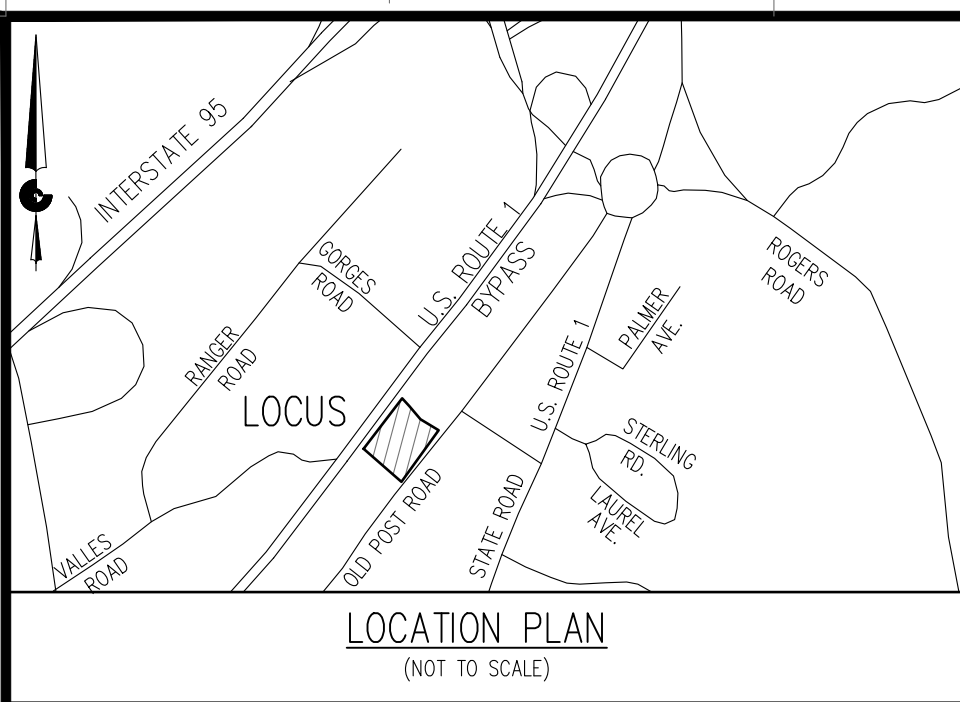 INTERSTATE 95
GORGES
ROAD
U.S. ROUTE 1
BYPASS
ROGERS
ROAD
RANGER
ROAD
PALMER
AVE.
U.S. ROUTE 1
LOCUS
STERLING
RD.
LAUREL
AVE.
OLD POST ROAD
STATE ROAD
VALLES
ROAD
LOCATION PLAN
(NOT TO SCALE)